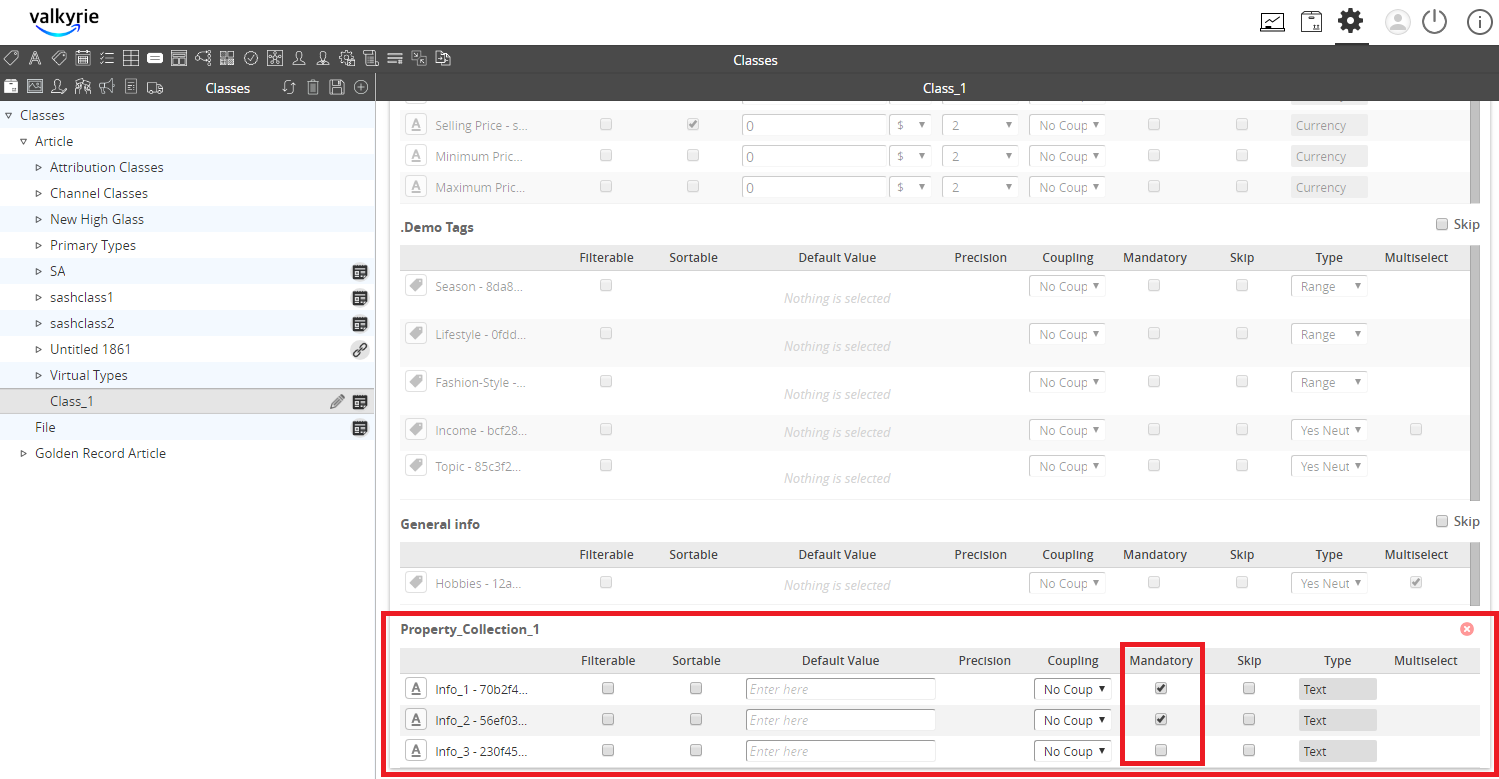 valkyrie
Classes
Classes
Class_1
Classes
Article
Attribution Classes
Channel Classes
New High Glass
Primary Types
SA
sashclass1
sashclass2
Untitled 1861
Virtual Types
Class_1
File
Golden Record Article
Selling Price - s... 0 $ 2 No Coup Currency
Minimum Pric... 0 $ 2 No Coup Currency
Maximum Pric... 0 $ 2 No Coup Currency
.Demo Tags Skip
Filterable Sortable Default Value Precision Coupling Mandatory Skip Type Multiselect
Season - 8da8... Nothing is selected No Coup Range
Lifestyle - 0fdd... Nothing is selected No Coup Range
Fashion-Style -... Nothing is selected No Coup Range
Income - bcf28... Nothing is selected No Coup Yes Neut
Topic - 85c3f2... Nothing is selected No Coup Yes Neut
General info Skip
Filterable Sortable Default Value Precision Coupling Mandatory Skip Type Multiselect
Hobbies - 12a... Nothing is selected No Coup Yes Neut
Property_Collection_1
Filterable Sortable Default Value Precision Coupling Mandatory Skip Type Multiselect
Info_1 - 70b2f4... Enter here No Coup Text
Info_2 - 56ef03... Enter here No Coup Text
Info_3 - 230f45... Enter here No Coup Text